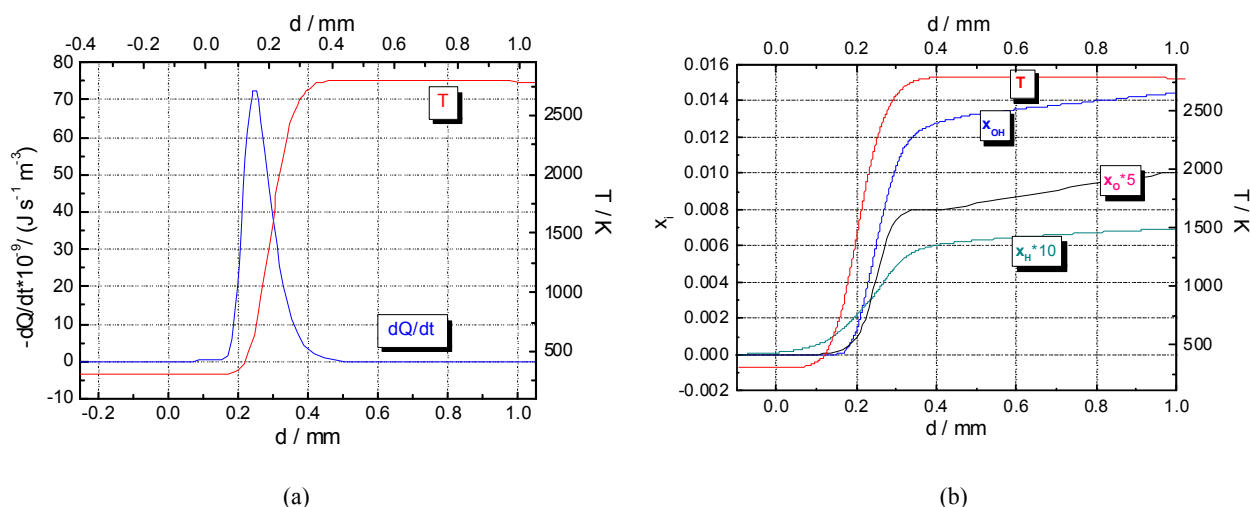 d / mm
-0.4 -0.2 0.0 0.2 0.4 0.6 0.8 1.0
80
70
60
50
40
30
20
10
0
-10
-dQ/dt*10⁻⁹/ (J s⁻¹ m⁻³)
T
dQ/dt
2500
2000
1500
1000
500
T / K
-0.2 0.0 0.2 0.4 0.6 0.8 1.0
d / mm
(a)
d / mm
0.0 0.2 0.4 0.6 0.8 1.0
0.016
0.014
0.012
0.010
0.008
0.006
0.004
0.002
0.000
-0.002
x_i
T
x_OH
x_O*5
x_H*10
2500
2000
1500
1000
500
T / K
0.0 0.2 0.4 0.6 0.8 1.0
d / mm
(b)